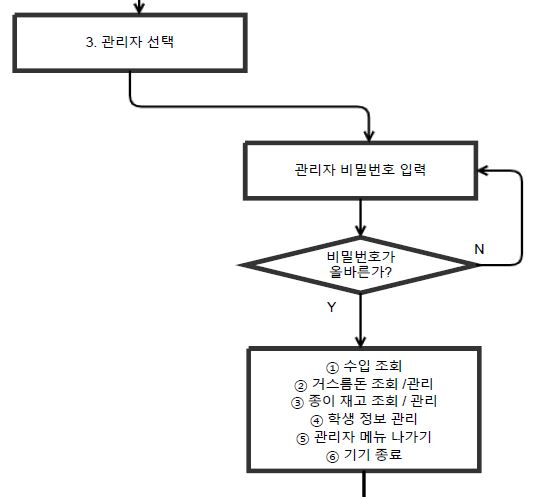 3. 관리자 선택
관리자 비밀번호 입력
비밀번호가
올바른가?
N
Y
① 수입 조회
② 거스름돈 조회 /관리
③ 종이 재고 조회 / 관리
④ 학생 정보 관리
⑤ 관리자 메뉴 나가기
⑥ 기기 종료